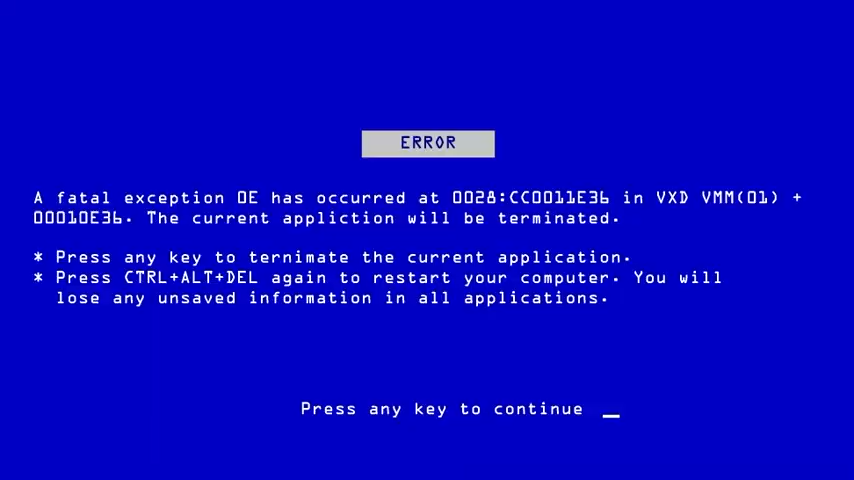 ERROR
A fatal exception 0E has occurred at 0028:CC0011E36 in VXD VMM(01) +
00010E36. The current appliction will be terminated.
* Press any key to ternimate the current application.
* Press CTRL+ALT+DEL again to restart your computer. You will
lose any unsaved information in all applications.
Press any key to continue _